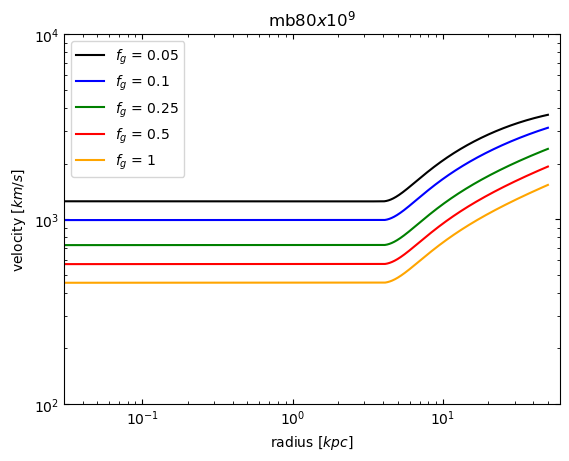 mb80x10^9
10^4
f_g = 0.05
f_g = 0.1
f_g = 0.25
f_g = 0.5
f_g = 1
velocity [km/s]
10^3
10^2
10^-1
10^0
10^1
radius [kpc]